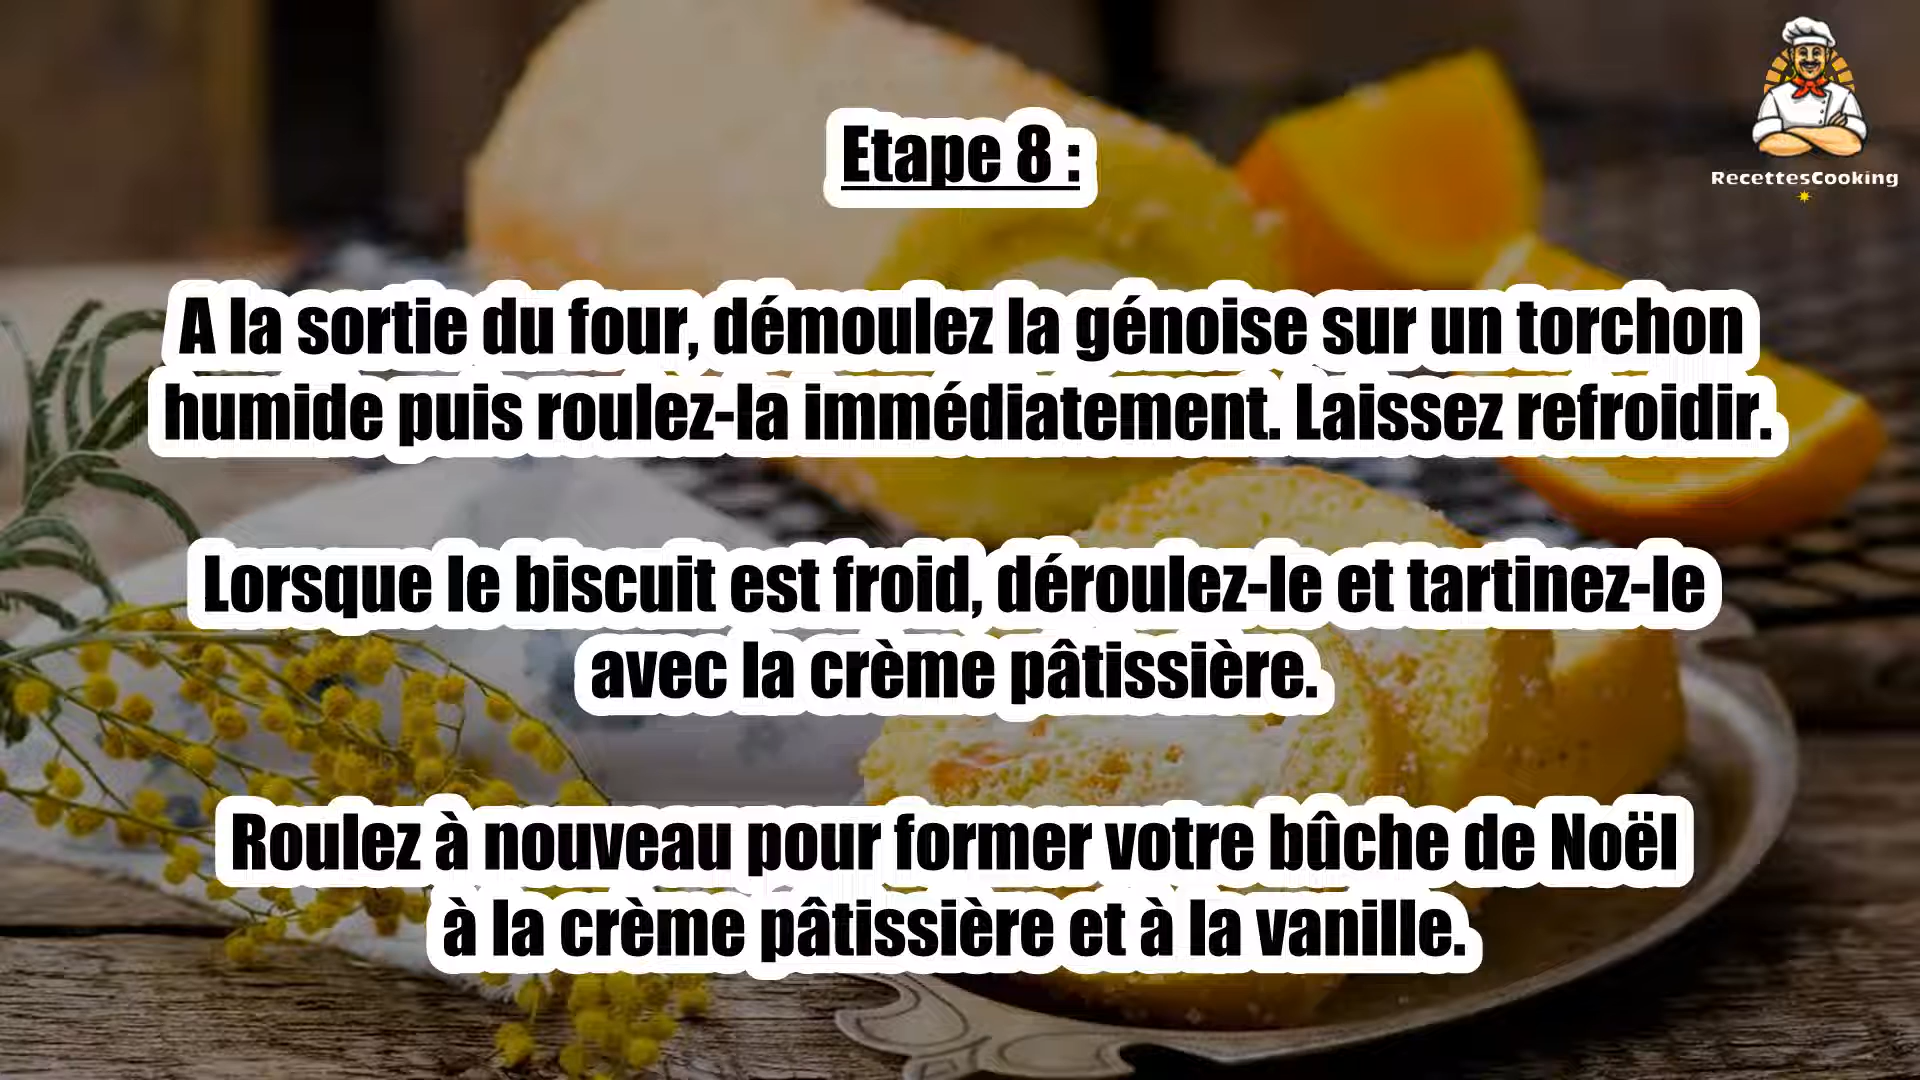 RecettesCooking
Etape 8 :
A la sortie du four, démoulez la génoise sur un torchon
humide puis roulez-la immédiatement. Laissez refroidir.
Lorsque le biscuit est froid, déroulez-le et tartinez-le
avec la crème pâtissière.
Roulez à nouveau pour former votre bûche de Noël
à la crème pâtissière et à la vanille.